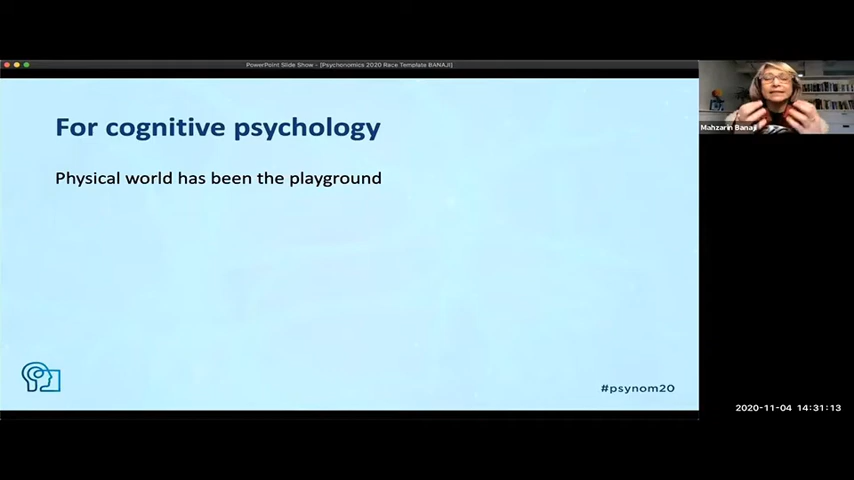 PowerPoint Slide Show - [Psychonomics 2020 Race Template BANAJI]
For cognitive psychology
Physical world has been the playground
Mahzarin Banaji
#psynom20
2020-11-04 14:31:13